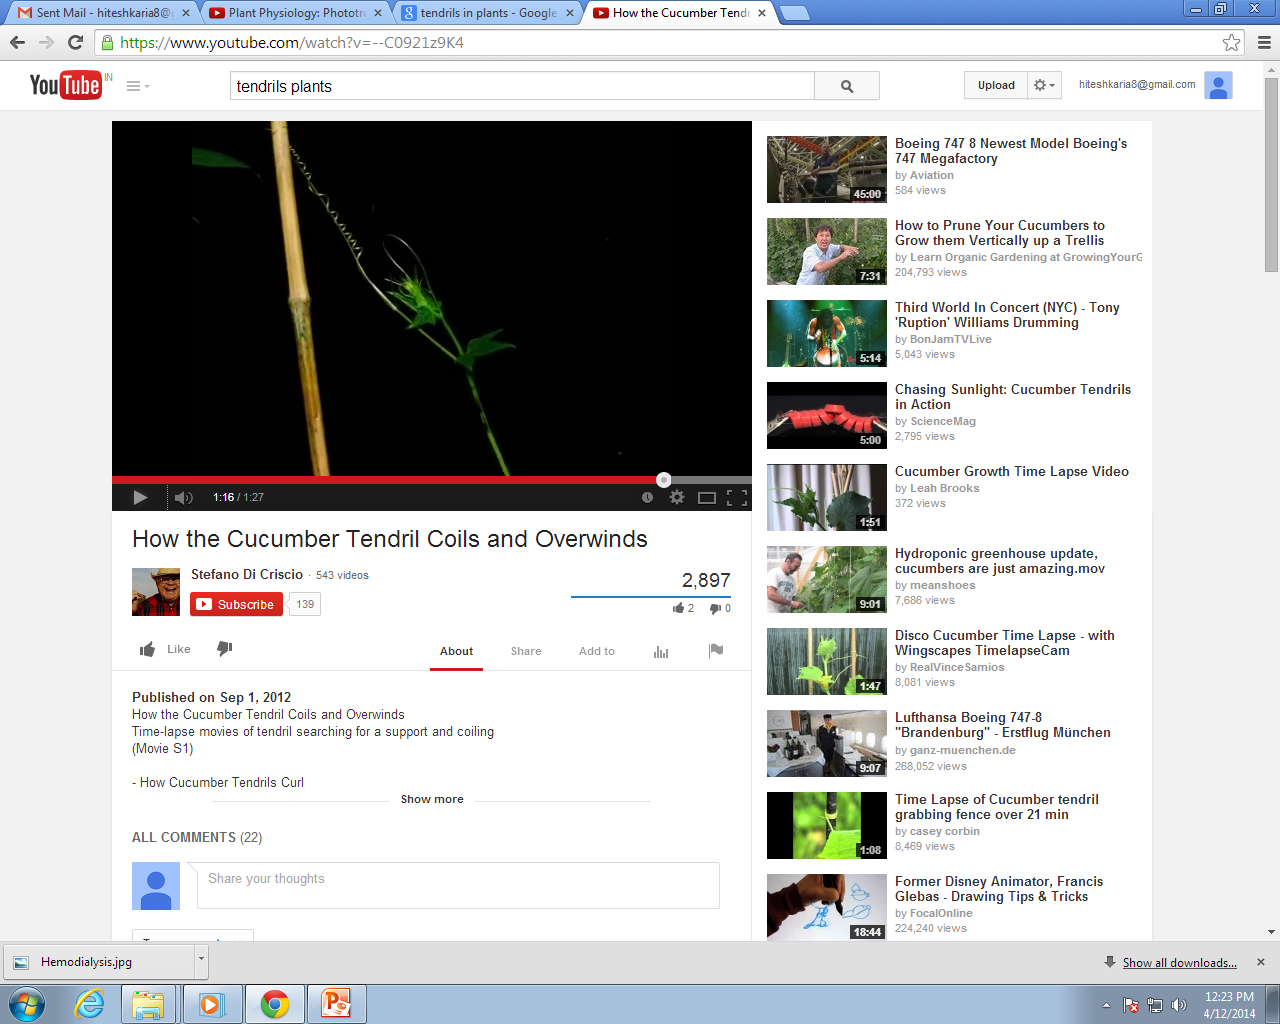 Sent Mail - hiteshkaria8@g
Plant Physiology: Phototr
tendrils in plants - Google
How the Cucumber Tendr
https://www.youtube.com/watch?v=--C0921z9K4
YouTube IN
tendrils plants
Upload
hiteshkaria8@gmail.com
1:16 / 1:27
How the Cucumber Tendril Coils and Overwinds
Stefano Di Criscio · 543 videos
Subscribe 139
2,897
2 0
Like
About Share Add to
Published on Sep 1, 2012
How the Cucumber Tendril Coils and Overwinds
Time-lapse movies of tendril searching for a support and coiling
(Movie S1)
- How Cucumber Tendrils Curl
Show more
ALL COMMENTS (22)
Share your thoughts
45:00
Boeing 747 8 Newest Model Boeing's
747 Megafactory
by Aviation
584 views
7:31
How to Prune Your Cucumbers to
Grow them Vertically up a Trellis
by Learn Organic Gardening at GrowingYourG
204,793 views
5:14
Third World In Concert (NYC) - Tony
'Ruption' Williams Drumming
by BonJamTVLive
5,043 views
5:00
Chasing Sunlight: Cucumber Tendrils
in Action
by ScienceMag
2,795 views
1:51
Cucumber Growth Time Lapse Video
by Leah Brooks
372 views
9:01
Hydroponic greenhouse update,
cucumbers are just amazing.mov
by meanshoes
7,686 views
1:47
Disco Cucumber Time Lapse - with
Wingscapes TimelapseCam
by RealVinceSamios
8,081 views
9:07
Lufthansa Boeing 747-8
"Brandenburg" - Erstflug München
by ganz-muenchen.de
268,052 views
1:08
Time Lapse of Cucumber tendril
grabbing fence over 21 min
by casey corbin
8,469 views
18:44
Former Disney Animator, Francis
Glebas - Drawing Tips & Tricks
by FocalOnline
224,240 views
Hemodialysis.jpg
Show all downloads...
12:23 PM
4/12/2014